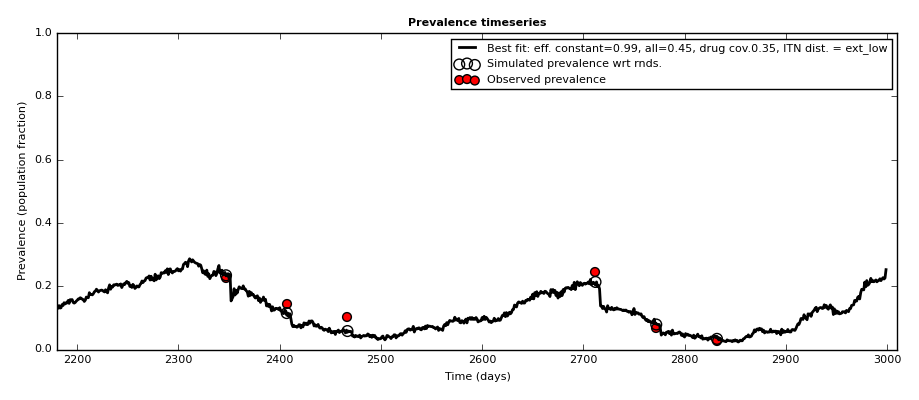 Prevalence timeseries
1.0
0.8
0.6
0.4
0.2
0.0
Prevalence (population fraction)
Best fit: eff. constant=0.99, all=0.45, drug cov.0.35, ITN dist. = ext_low
Simulated prevalence wrt rnds.
Observed prevalence
2200 2300 2400 2500 2600 2700 2800 2900 3000
Time (days)